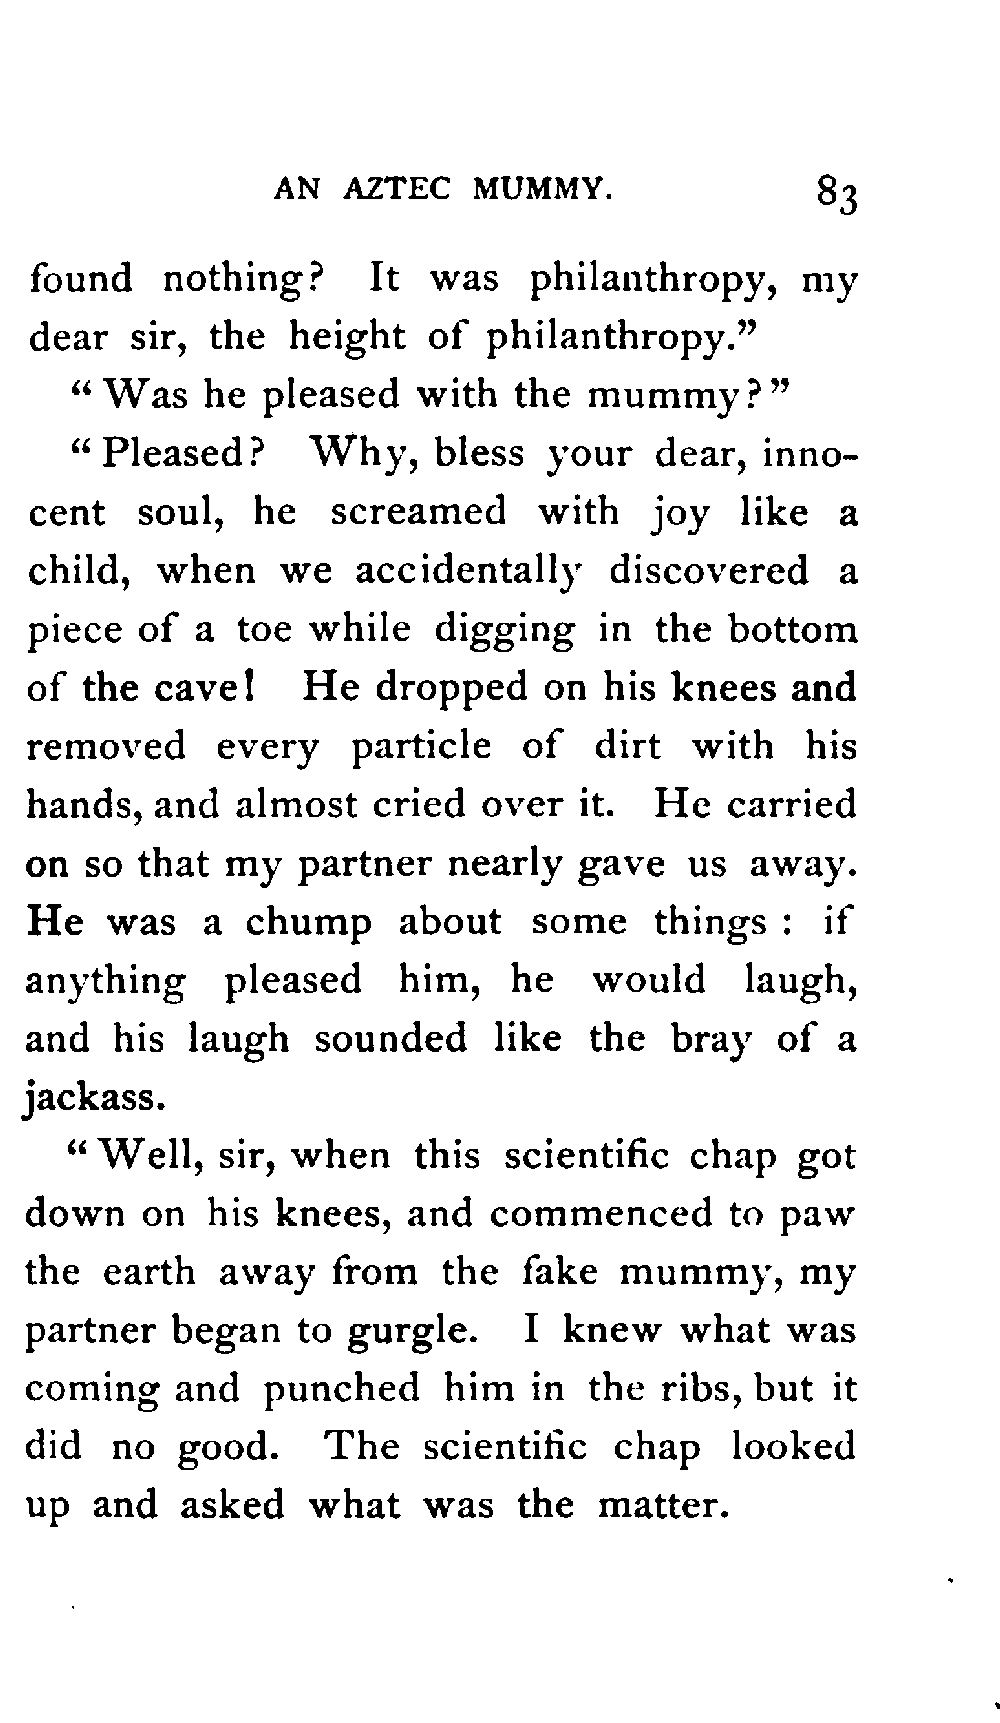 AN AZTEC MUMMY. 83
found nothing? It was philanthropy, my
dear sir, the height of philanthropy."
"Was he pleased with the mummy?"
"Pleased? Why, bless your dear, inno-
cent soul, he screamed with joy like a
child, when we accidentally discovered a
piece of a toe while digging in the bottom
of the cave! He dropped on his knees and
removed every particle of dirt with his
hands, and almost cried over it. He carried
on so that my partner nearly gave us away.
He was a chump about some things : if
anything pleased him, he would laugh,
and his laugh sounded like the bray of a
jackass.
"Well, sir, when this scientific chap got
down on his knees, and commenced to paw
the earth away from the fake mummy, my
partner began to gurgle. I knew what was
coming and punched him in the ribs, but it
did no good. The scientific chap looked
up and asked what was the matter.